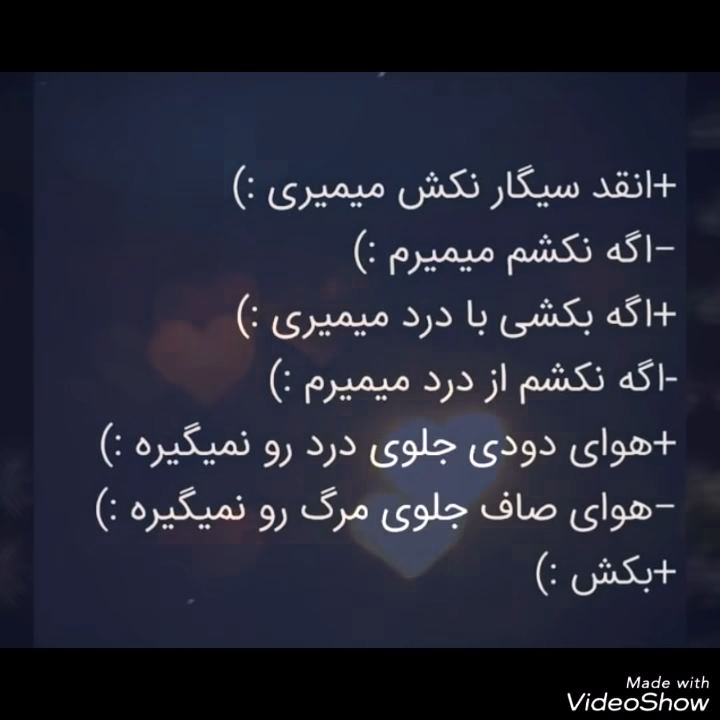 +انقد سیگار نکش میمیری :)
–اگه نکشم میمیرم :)
+اگه بکشی با درد میمیری :)
-اگه نکشم از درد میمیرم :)
+هوای دودی جلوی درد رو نمیگیره :)
–هوای صاف جلوی مرگ رو نمیگیره :)
+بکش :)
Made with
VideoShow